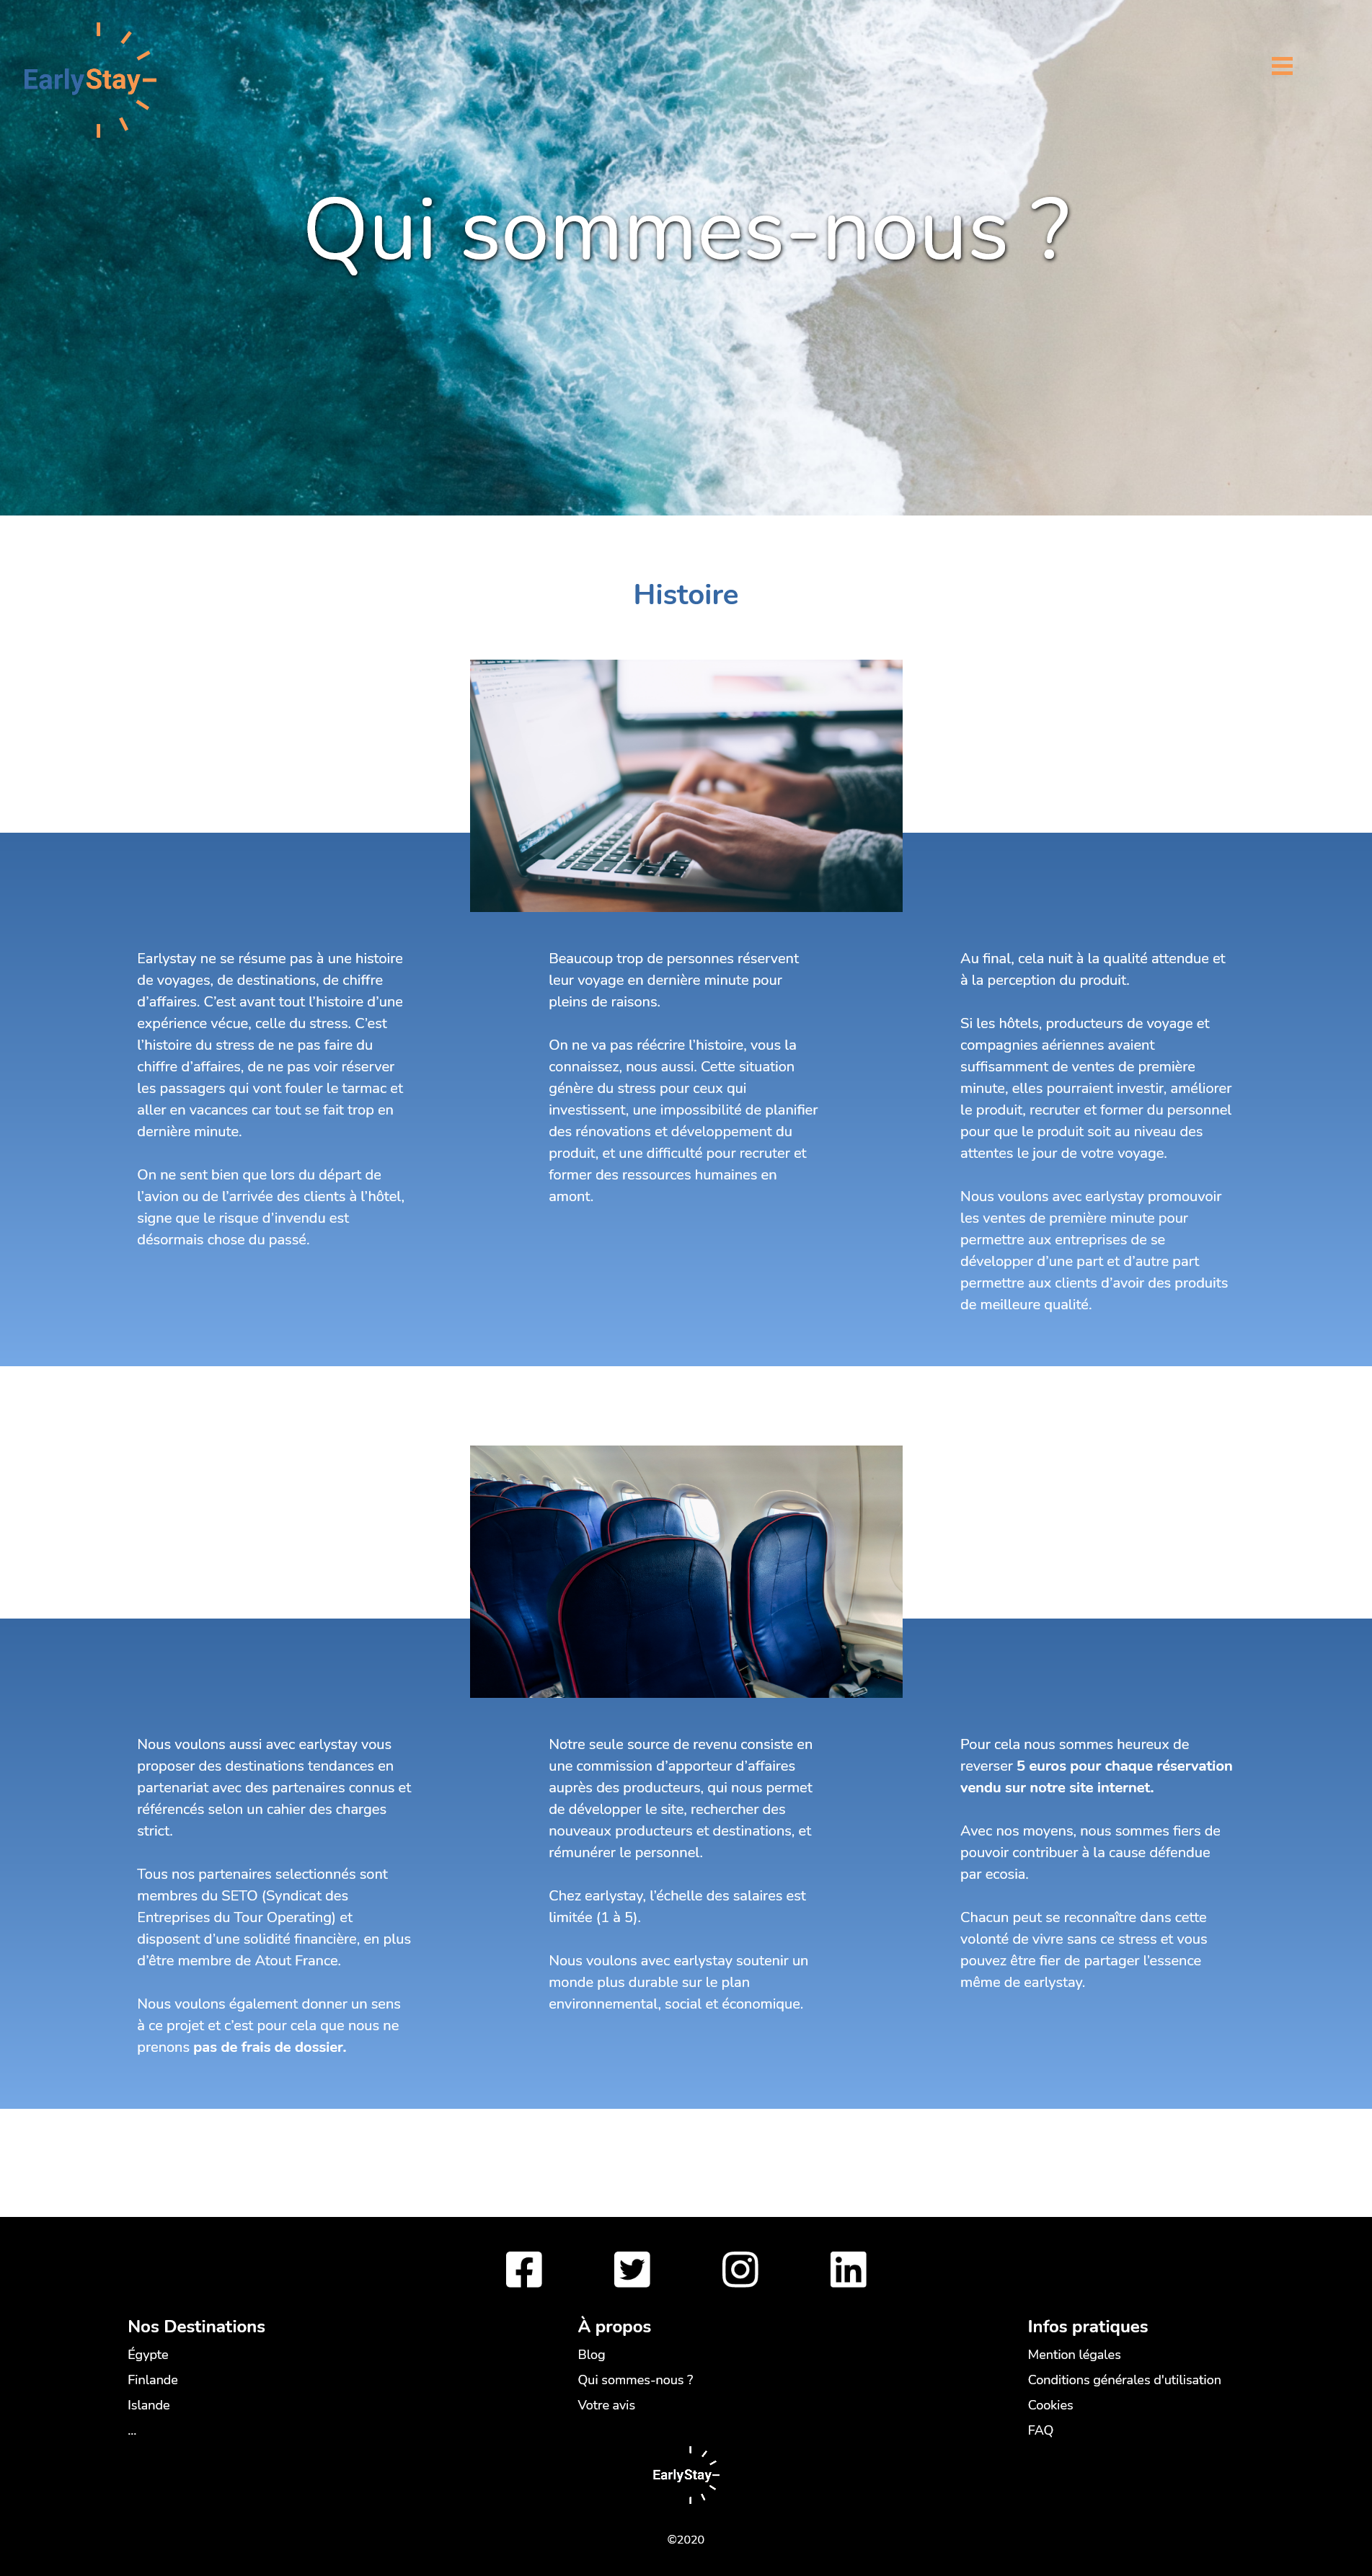 EarlyStay
Qui sommes-nous ?
Histoire
Earlystay ne se résume pas à une histoire
de voyages, de destinations, de chiffre
d’affaires. C’est avant tout l’histoire d’une
expérience vécue, celle du stress. C’est
l’histoire du stress de ne pas faire du
chiffre d’affaires, de ne pas voir réserver
les passagers qui vont fouler le tarmac et
aller en vacances car tout se fait trop en
dernière minute.
On ne sent bien que lors du départ de
l’avion ou de l’arrivée des clients à l’hôtel,
signe que le risque d’invendu est
désormais chose du passé.
Beaucoup trop de personnes réservent
leur voyage en dernière minute pour
pleins de raisons.
On ne va pas réécrire l’histoire, vous la
connaissez, nous aussi. Cette situation
génère du stress pour ceux qui
investissent, une impossibilité de planifier
des rénovations et développement du
produit, et une difficulté pour recruter et
former des ressources humaines en
amont.
Au final, cela nuit à la qualité attendue et
à la perception du produit.
Si les hôtels, producteurs de voyage et
compagnies aériennes avaient
suffisamment de ventes de première
minute, elles pourraient investir, améliorer
le produit, recruter et former du personnel
pour que le produit soit au niveau des
attentes le jour de votre voyage.
Nous voulons avec earlystay promouvoir
les ventes de première minute pour
permettre aux entreprises de se
développer d’une part et d’autre part
permettre aux clients d’avoir des produits
de meilleure qualité.
Nous voulons aussi avec earlystay vous
proposer des destinations tendances en
partenariat avec des partenaires connus et
référencés selon un cahier des charges
strict.
Tous nos partenaires selectionnés sont
membres du SETO (Syndicat des
Entreprises du Tour Operating) et
disposent d’une solidité financière, en plus
d’être membre de Atout France.
Nous voulons également donner un sens
à ce projet et c’est pour cela que nous ne
prenons pas de frais de dossier.
Notre seule source de revenu consiste en
une commission d’apporteur d’affaires
auprès des producteurs, qui nous permet
de développer le site, rechercher des
nouveaux producteurs et destinations, et
rémunérer le personnel.
Chez earlystay, l’échelle des salaires est
limitée (1 à 5).
Nous voulons avec earlystay soutenir un
monde plus durable sur le plan
environnemental, social et économique.
Pour cela nous sommes heureux de
reverser 5 euros pour chaque réservation
vendu sur notre site internet.
Avec nos moyens, nous sommes fiers de
pouvoir contribuer à la cause défendue
par ecosia.
Chacun peut se reconnaître dans cette
volonté de vivre sans ce stress et vous
pouvez être fier de partager l’essence
même de earlystay.
Nos Destinations
Égypte
Finlande
Islande
...
À propos
Blog
Qui sommes-nous ?
Votre avis
Infos pratiques
Mention légales
Conditions générales d'utilisation
Cookies
FAQ
EarlyStay
©2020